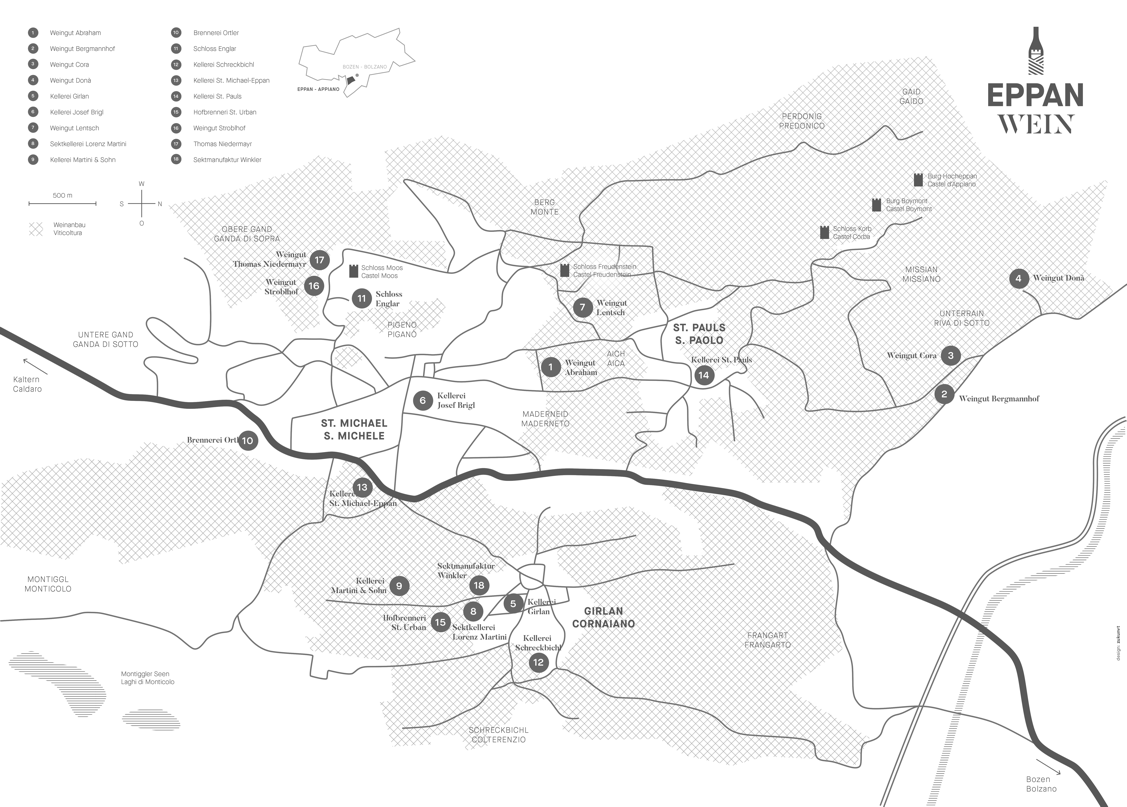 1 Weingut Abraham
2 Weingut Bergmannhof
3 Weingut Cora
4 Weingut Donà
5 Kellerei Girlan
6 Kellerei Josef Brigl
7 Weingut Lentsch
8 Sektkellerei Lorenz Martini
9 Kellerei Martini & Sohn
10 Brennerei Ortler
11 Schloss Englar
12 Kellerei Schreckbichl
13 Kellerei St. Michael-Eppan
14 Kellerei St. Pauls
15 Hofbrennerei St. Urban
16 Weingut Stroblhof
17 Thomas Niedermayr
18 Sektmanufaktur Winkler
BOZEN - BOLZANO
EPPAN - APPIANO
EPPAN
WEIN
500 m
W
S
N
O
Weinanbau
Viticoltura
GAID
GAIDO
PERDONIG
PREDONICO
Burg Hocheppan
Castel d'Appiano
Burg Boymont
Castel Boymont
Schloss Korb
Castel Corba
BERG
MONTE
OBERE GAND
GANDA DI SOPRA
Weingut
Thomas Niedermayr
17
Weingut
Stroblhof
16
Schloss Moos
Castel Moos
11
Schloss
Englar
Schloss Freudenstein
Castel Freudenstein
7
Weingut
Lentsch
MISSIAN
MISSIANO
4
Weingut Donà
UNTERRAIN
RIVA DI SOTTO
PIGENO
PIGANÓ
UNTERE GAND
GANDA DI SOTTO
ST. PAULS
S. PAOLO
Kellerei St. Pauls
14
AICH
AICA
1
Weingut
Abraham
Weingut Cora
3
2
Weingut Bergmannhof
Kaltern
Caldaro
6
Kellerei
Josef Brigl
MADERNEID
MADERNETO
ST. MICHAEL
S. MICHELE
Brennerei Ortl
10
Kellerei
13
St. Michael-Eppan
Sektmanufaktur
Winkler
18
Kellerei
Martini & Sohn
9
MONTIGGL
MONTICOLO
5
Kellerei
Girlan
8
Sektkellerei
Lorenz Martini
Hofbrenneri
St. Urban
15
GIRLAN
CORNAIANO
Kellerei
Schreckbichl
12
FRANGART
FRANGARTO
Montiggler Seen
Laghi di Monticolo
SCHRECKBICHL
COLTERENZIO
Bozen
Bolzano